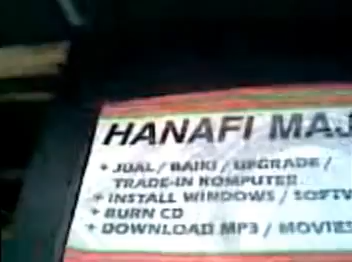 HANAFI MAJ
+ JUAL / BAIKI / UPGRADE /
TRADE-IN KOMPUTER
+ INSTALL WINDOWS / SOFTW
+ BURN CD
+ DOWNLOAD MP3 / MOVIES